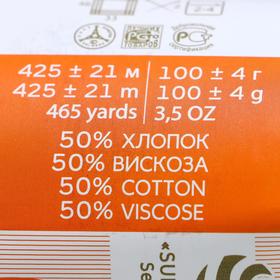 425 ± 21 м 100 ± 4 г
425 ± 21 m 100 ± 4 g
465 yards 3,5 OZ
50% ХЛОПОК
50% ВИСКОЗА
50% COTTON
50% VISCOSE